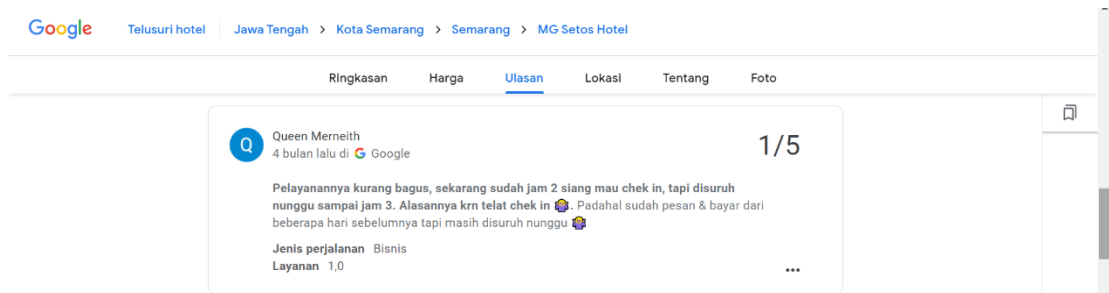 Google Telusuri hotel Jawa Tengah > Kota Semarang > Semarang > MG Setos Hotel
Ringkasan Harga Ulasan Lokasi Tentang Foto
Q Queen Merneith 1/5
4 bulan lalu di G Google
Pelayanannya kurang bagus, sekarang sudah jam 2 siang mau chek in, tapi disuruh
nunggu sampai jam 3. Alasannya krn telat chek in 🤷. Padahal sudah pesan & bayar dari
beberapa hari sebelumnya tapi masih disuruh nunggu 🤷
Jenis perjalanan Bisnis
Layanan 1,0